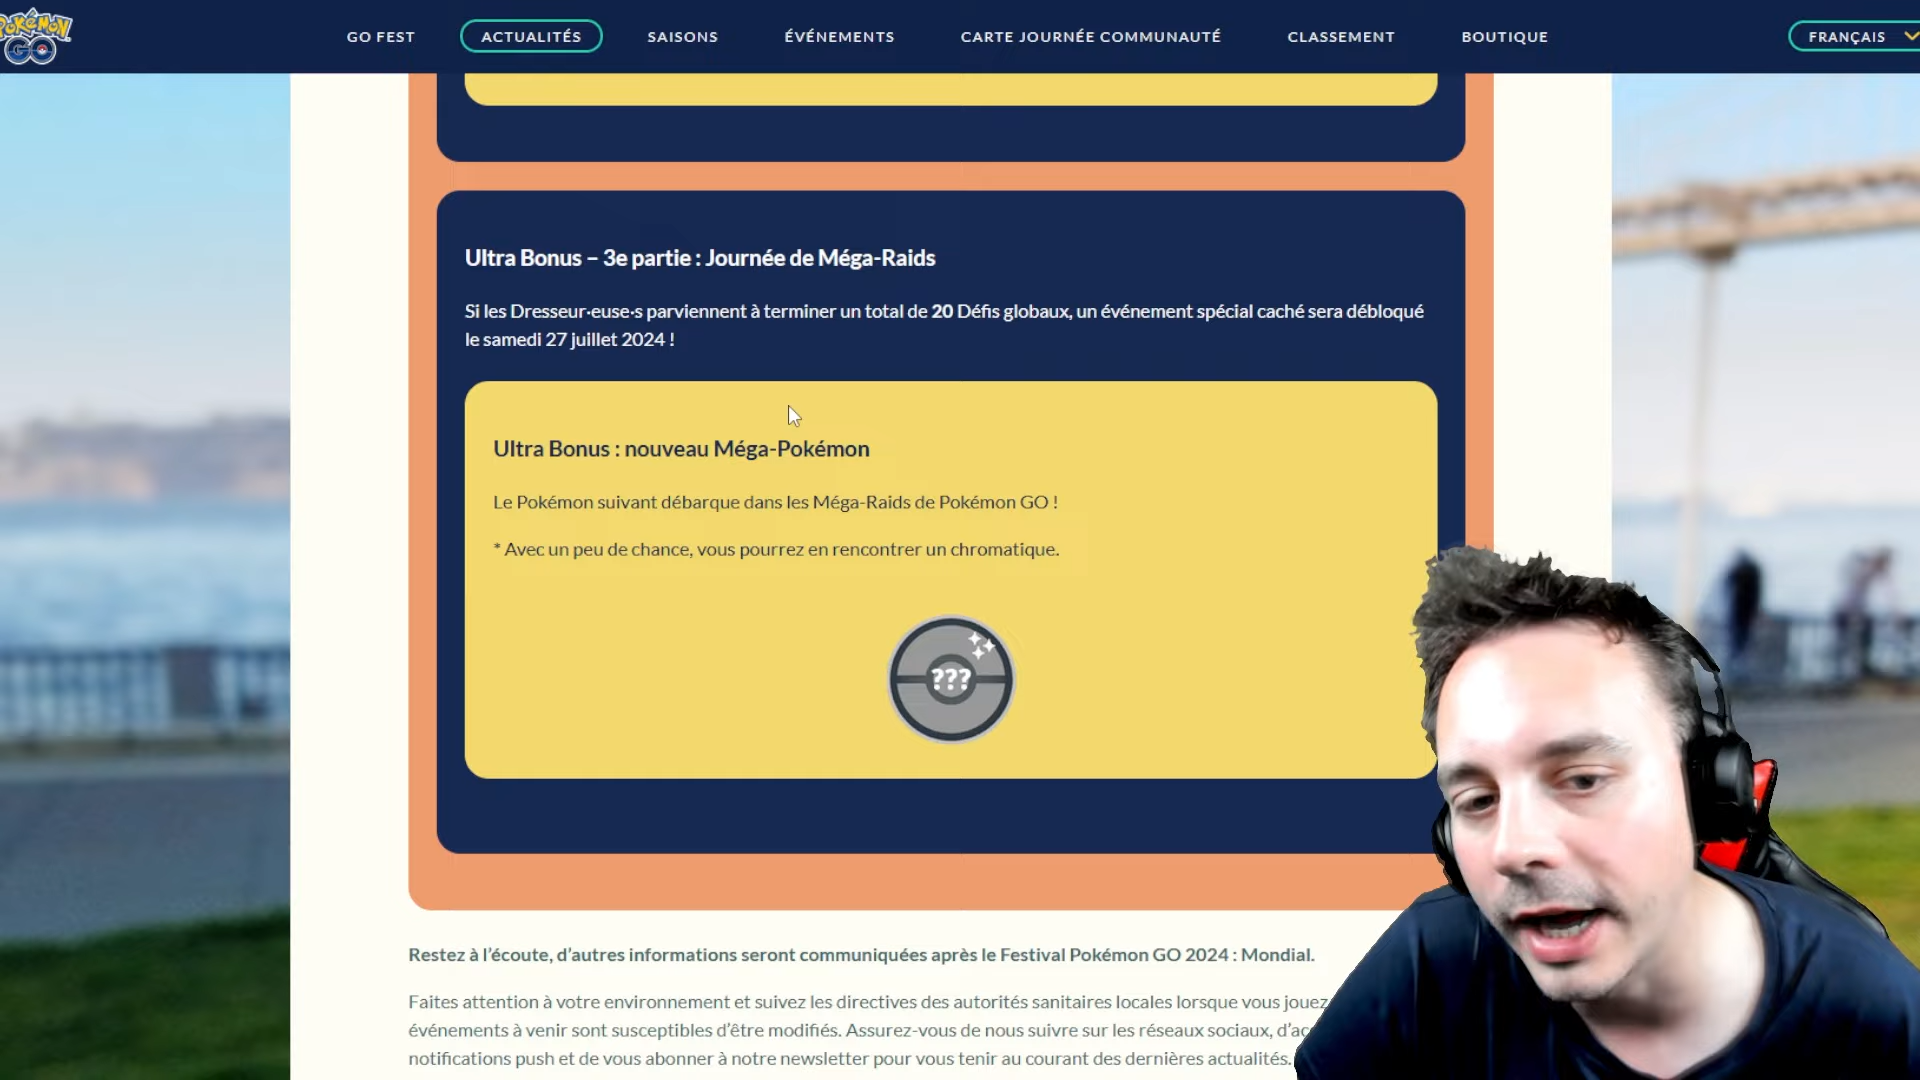 Pokémon
GO
GO FEST
ACTUALITÉS
SAISONS
ÉVÉNEMENTS
CARTE JOURNÉE COMMUNAUTÉ
CLASSEMENT
BOUTIQUE
FRANÇAIS
Ultra Bonus – 3e partie : Journée de Méga-Raids
Si les Dresseur·euse·s parviennent à terminer un total de 20 Défis globaux, un événement spécial caché sera débloqué
le samedi 27 juillet 2024 !
Ultra Bonus : nouveau Méga-Pokémon
Le Pokémon suivant débarque dans les Méga-Raids de Pokémon GO !
* Avec un peu de chance, vous pourrez en rencontrer un chromatique.
???
Restez à l’écoute, d’autres informations seront communiquées après le Festival Pokémon GO 2024 : Mondial.
Faites attention à votre environnement et suivez les directives des autorités sanitaires locales lorsque vous jouez
événements à venir sont susceptibles d’être modifiés. Assurez-vous de nous suivre sur les réseaux sociaux,
notifications push et de vous abonner à notre newsletter pour vous tenir au courant des dernières actualités.